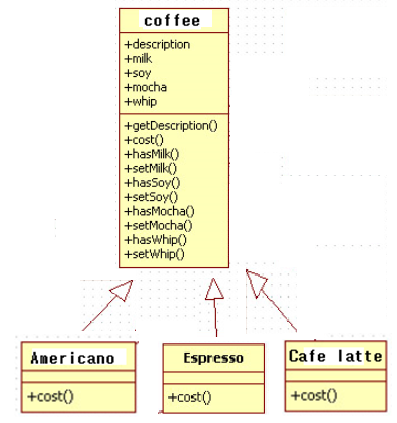 coffee
+description
+milk
+soy
+mocha
+whip
+getDescription()
+cost()
+hasMilk()
+setMilk()
+hasSoy()
+setSoy()
+hasMocha()
+setMocha()
+hasWhip()
+setWhip()
Americano
+cost()
Espresso
+cost()
Cafe latte
+cost()